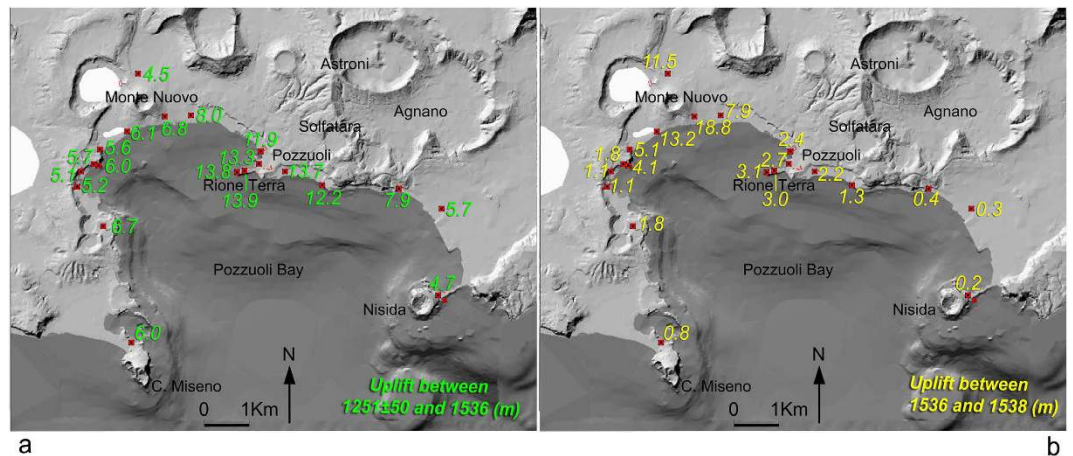 Astroni
4.5
Monte Nuovo
Agnano
8.0
6.8
Solfatara
6.1
5.6
11.9
Pozzuoli
5.7
6.0
13.3
13.8
13.7
5.1
Rione Terra
5.2
13.9
12.2
7.9
5.7
6.7
Pozzuoli Bay
4.7
Nisida
6.0
N
C. Miseno
Uplift between
0 1Km
1251±50 and 1536 (m)
a
11.5
Astroni
Monte Nuovo
Agnano
7.9
18.8
Solfatara
13.2
1.8
5.1
2.4
Pozzuoli
2.7
1.1
4.1
3.1
2.2
Rione Terra
1.1
3.0
1.3
0.4
0.3
1.8
Pozzuoli Bay
0.2
Nisida
0.8
N
C. Miseno
Uplift between
0 1Km
1536 and 1538 (m)
b